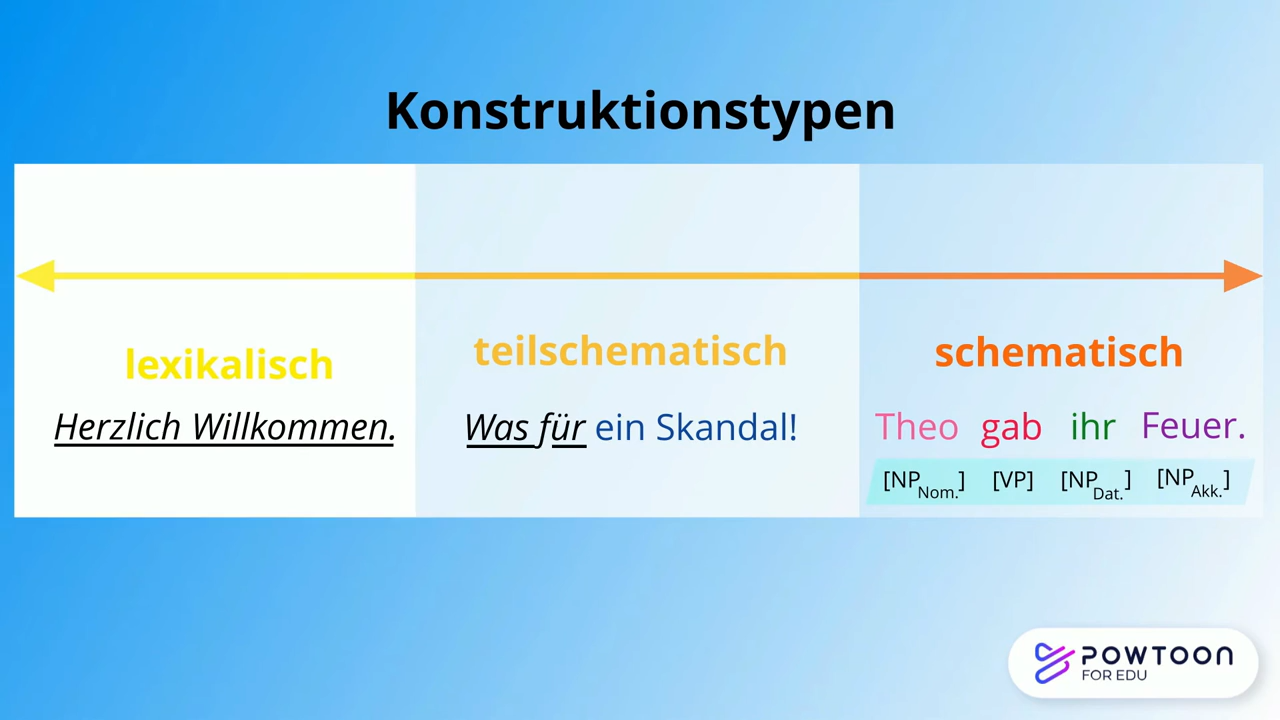 Konstruktionstypen
lexikalisch
Herzlich Willkommen.
teilschematisch
Was für ein Skandal!
schematisch
Theo gab ihr Feuer.
[NP Nom.] [VP] [NP Dat.] [NP Akk.]
POWTOON
FOR EDU